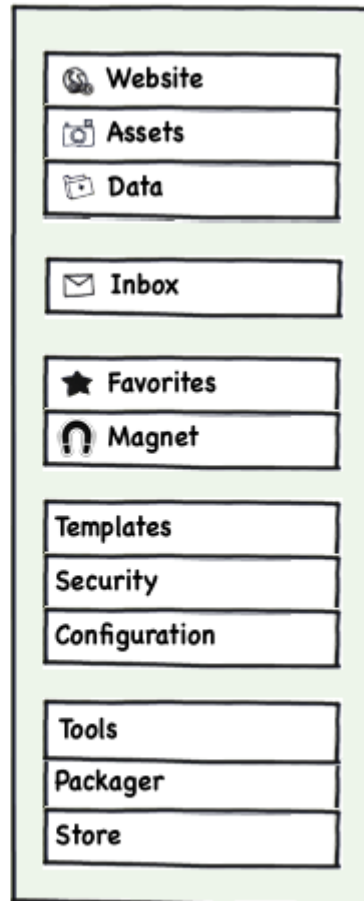 Website
Assets
Data
Inbox
Favorites
Magnet
Templates
Security
Configuration
Tools
Packager
Store